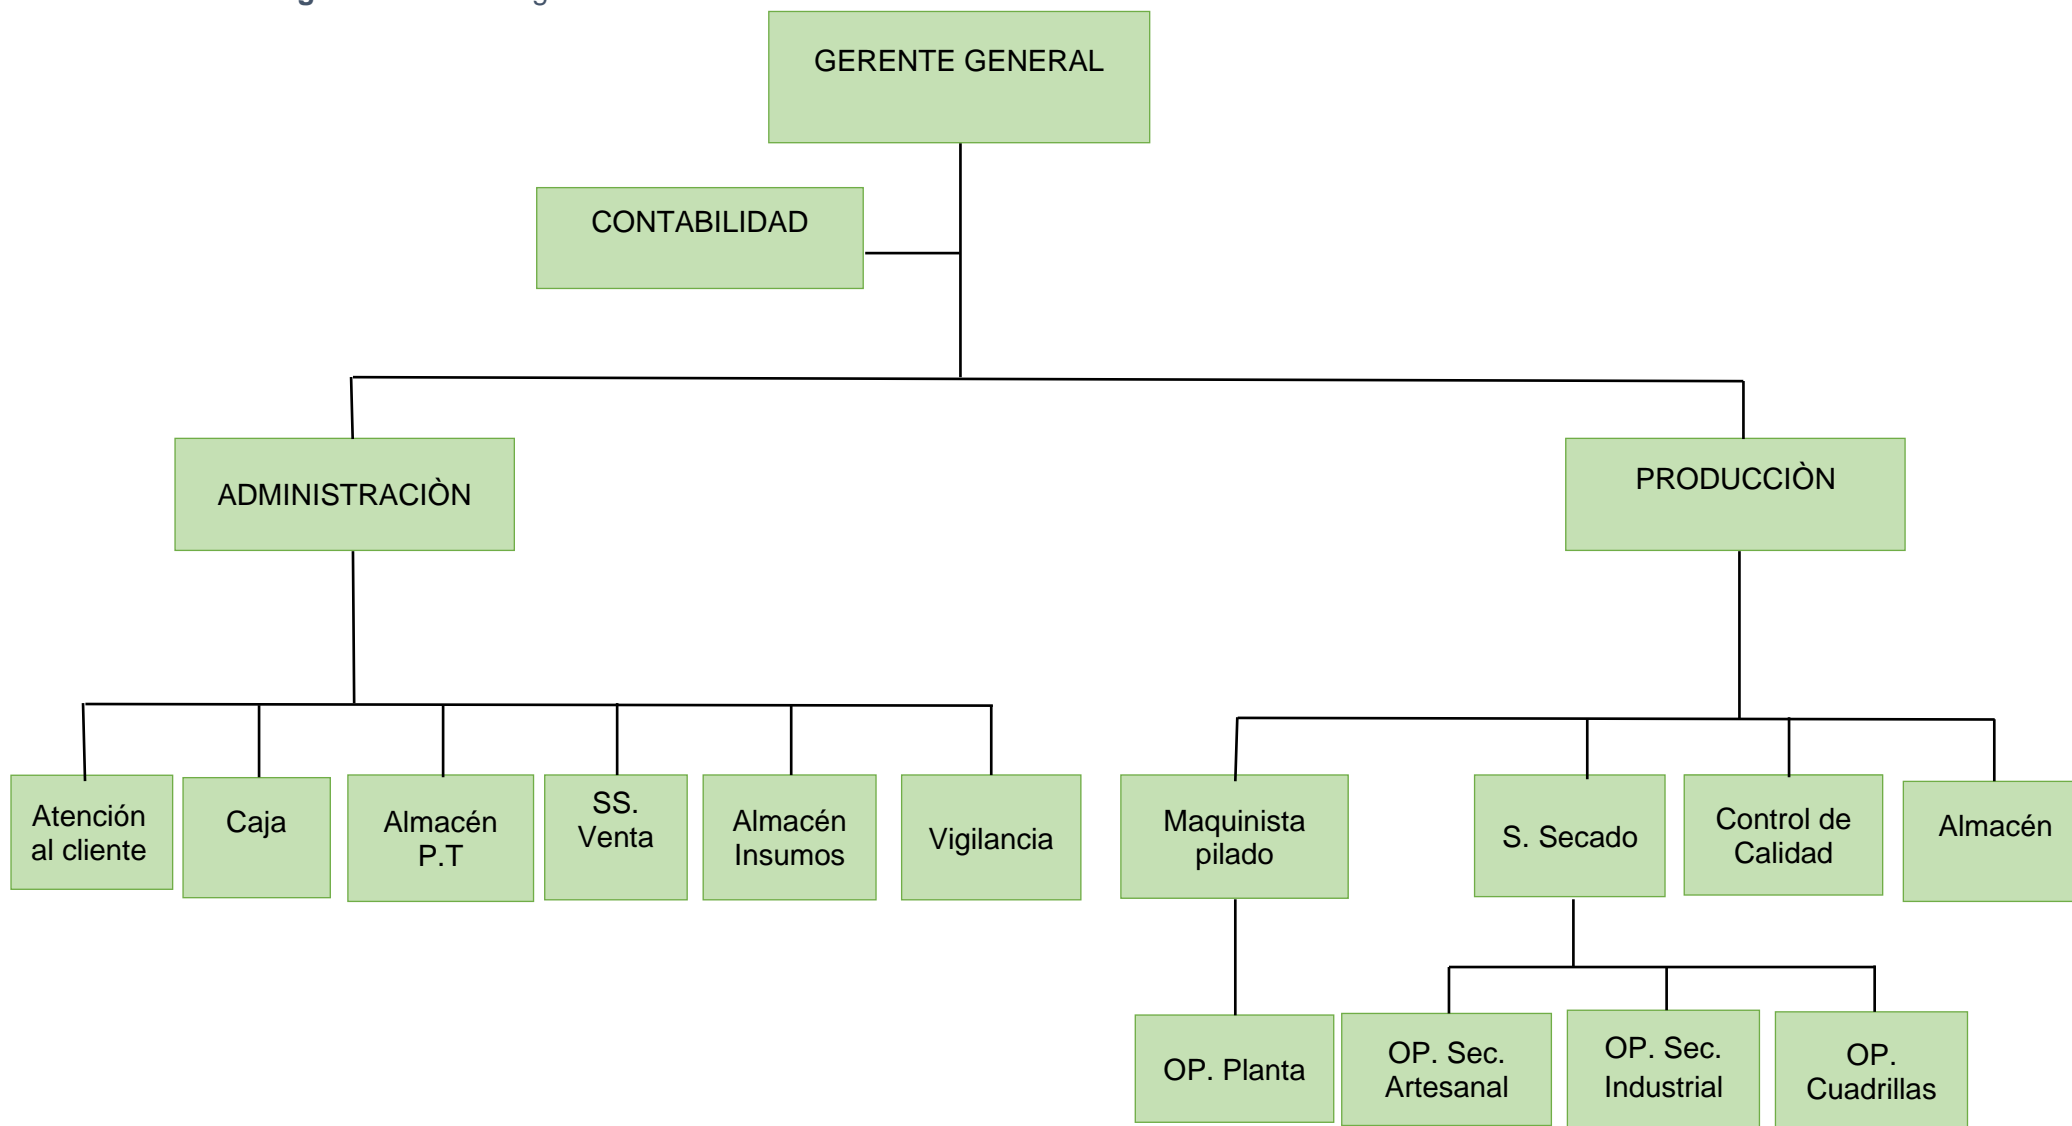 GERENTE GENERAL
CONTABILIDAD
ADMINISTRACIÒN
PRODUCCIÒN
Atención
al cliente
Caja
Almacén
P.T
SS.
Venta
Almacén
Insumos
Vigilancia
Maquinista
pilado
S. Secado
Control de
Calidad
Almacén
OP. Planta
OP. Sec.
Artesanal
OP. Sec.
Industrial
OP.
Cuadrillas